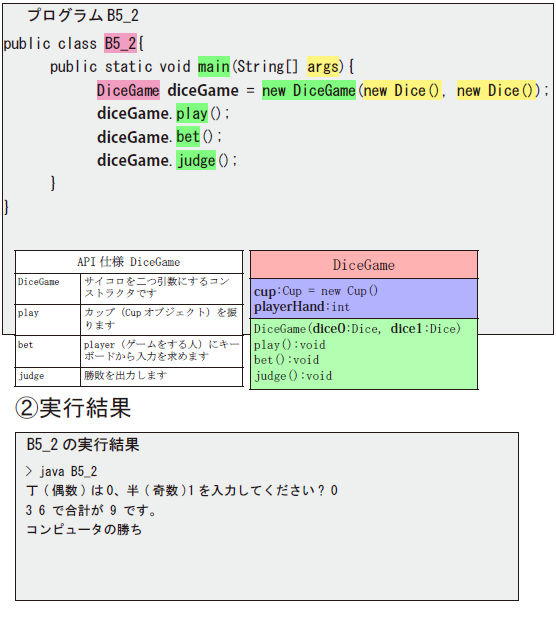 プログラム B5_2
public class B5_2{
public static void main(String[] args){
DiceGame diceGame = new DiceGame(new Dice(), new Dice());
diceGame.play();
diceGame.bet();
diceGame.judge();
}
}
API 仕様 DiceGame
DiceGame サイコロを二つ引数にするコン
ストラクタです
play カップ（Cup オブジェクト）を振
ります
bet player（ゲームをする人）にキー
ボードから入力を求めます
judge 勝敗を出力します
DiceGame
cup:Cup = new Cup()
playerHand:int
DiceGame(dice0:Dice, dice1:Dice)
play():void
bet():void
judge():void
②実行結果
B5_2 の実行結果
> java B5_2
丁(偶数)は0、半(奇数)1を入力してください? 0
3 6 で合計が 9 です。
コンピュータの勝ち